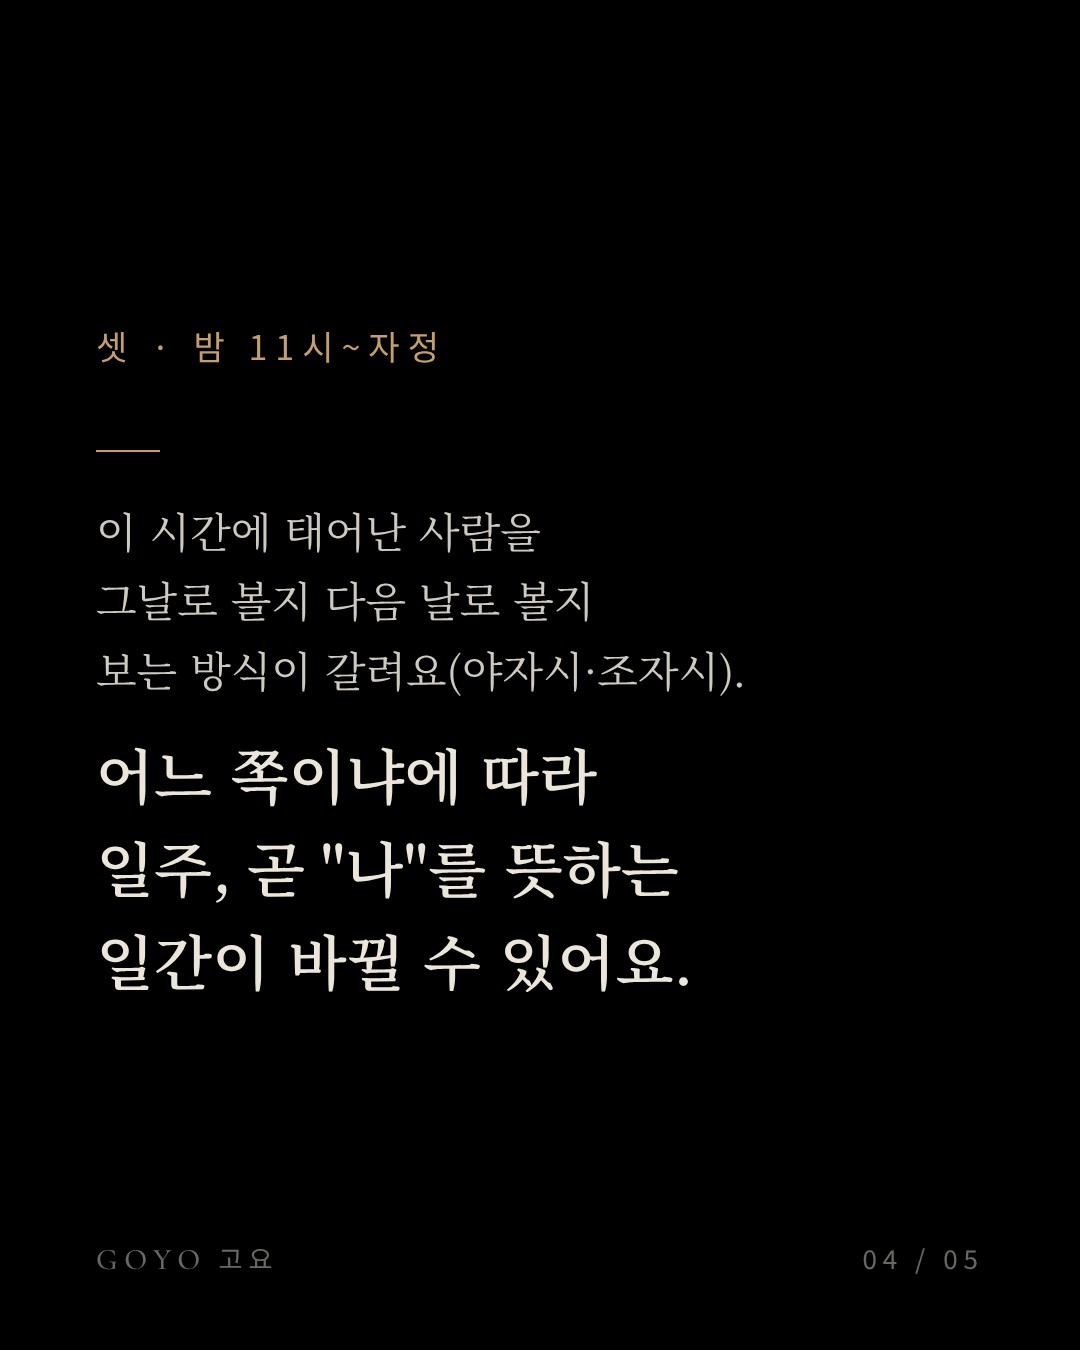 셋 · 밤 11시~자정
이 시간에 태어난 사람을
그날로 볼지 다음 날로 볼지
보는 방식이 갈려요(야자시·조자시).
어느 쪽이냐에 따라
일주, 곧 "나"를 뜻하는
일간이 바뀔 수 있어요.
GOYO 고요
04 / 05